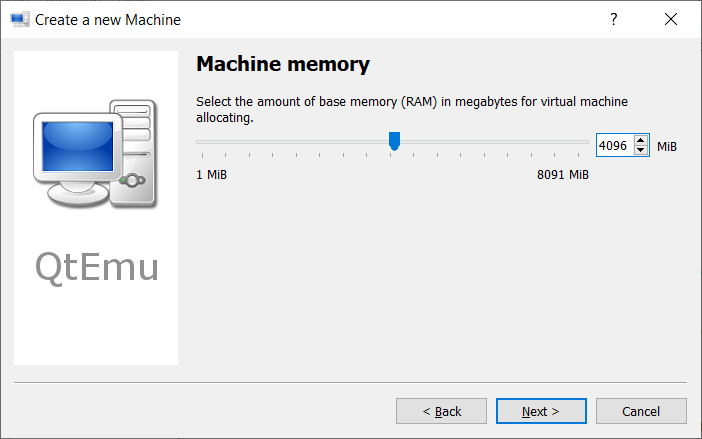 Create a new Machine
?
Machine memory
Select the amount of base memory (RAM) in megabytes for virtual machine
allocating.
4096
MiB
1 MiB
8091 MiB
QtEmu
< Back
Next >
Cancel